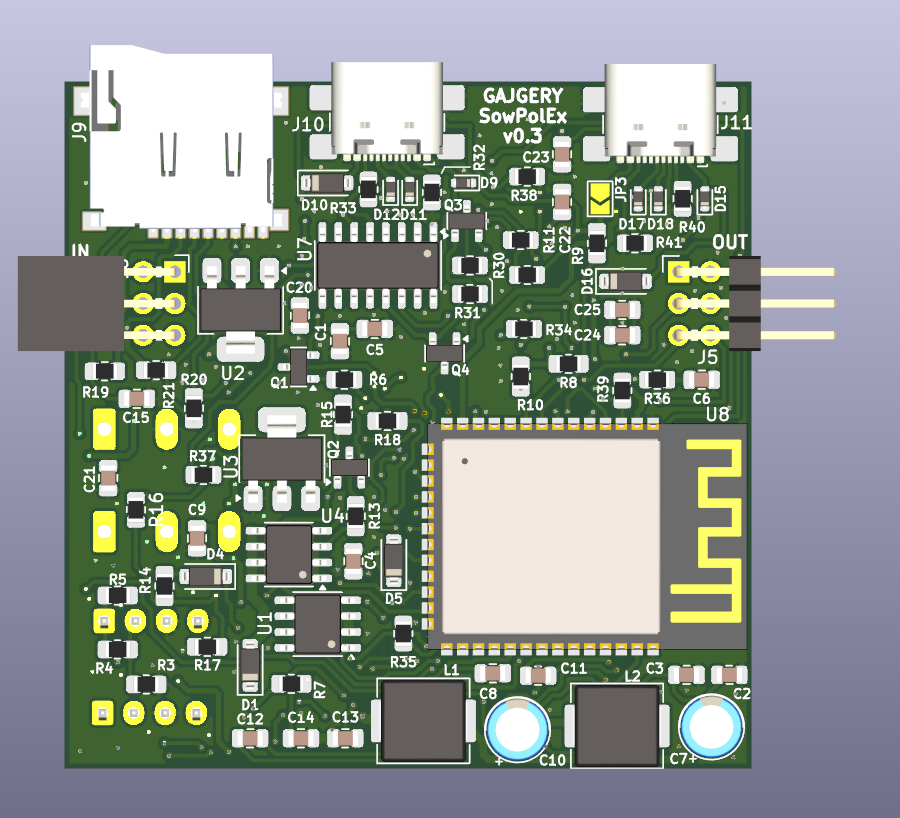 GAJGERY
SowPolEx
v0.3
J9
J10
J11
R32
C23
D10
R33
D12
D11
D9
R38
JP3
D17
D18
R40
D15
Q3
C22
R11
R9
R41
OUT
IN
U7
R30
D16
C20
R31
C25
C1
C5
R34
C24
U2
Q1
Q4
J5
R19
R21
R20
R6
R10
R8
R39
R36
C6
C15
R15
R18
U8
R37
U3
Q2
C21
R16
C9
U4
R13
D4
C4
R5
R14
D5
U1
R4
R3
R17
R35
D1
R7
L1
C8
C11
L2
C3
C2
C12
C14
C13
+
C10
C7+